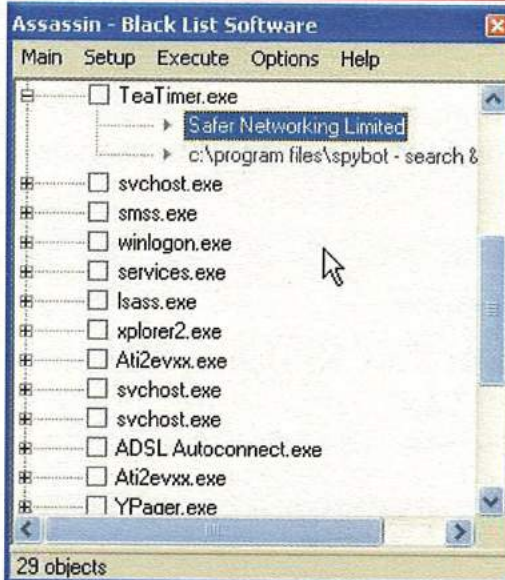 Assassin - Black List Software
Main Setup Execute Options Help
TeaTimer.exe
Safer Networking Limited
c:\program files\spybot - search &
svchost.exe
smss.exe
winlogon.exe
services.exe
lsass.exe
xplorer2.exe
Ati2evxx.exe
svchost.exe
svchost.exe
ADSL Autoconnect.exe
Ati2evxx.exe
YPager.exe
29 objects